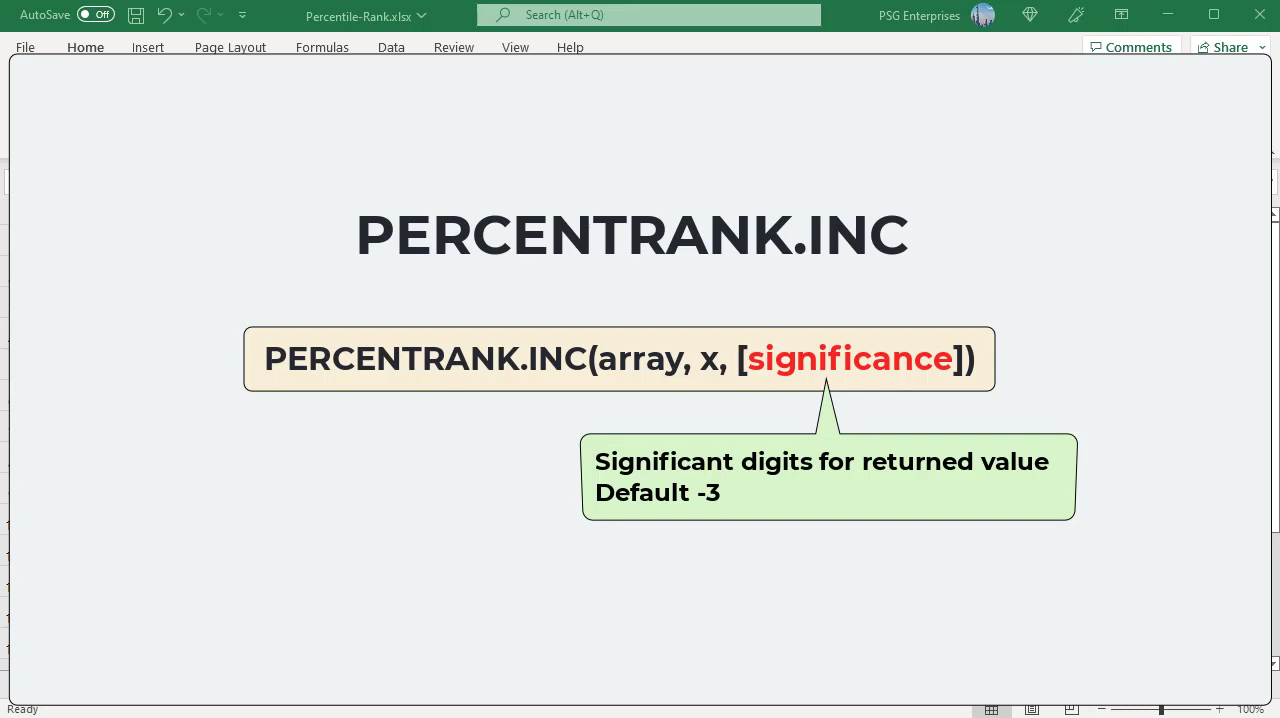 AutoSave Off Percentile-Rank.xlsx Search (Alt+Q) PSG Enterprises
File Home Insert Page Layout Formulas Data Review View Help Comments Share
PERCENTRANK.INC
PERCENTRANK.INC(array, x, [significance])
Significant digits for returned value
Default -3
Ready 100%